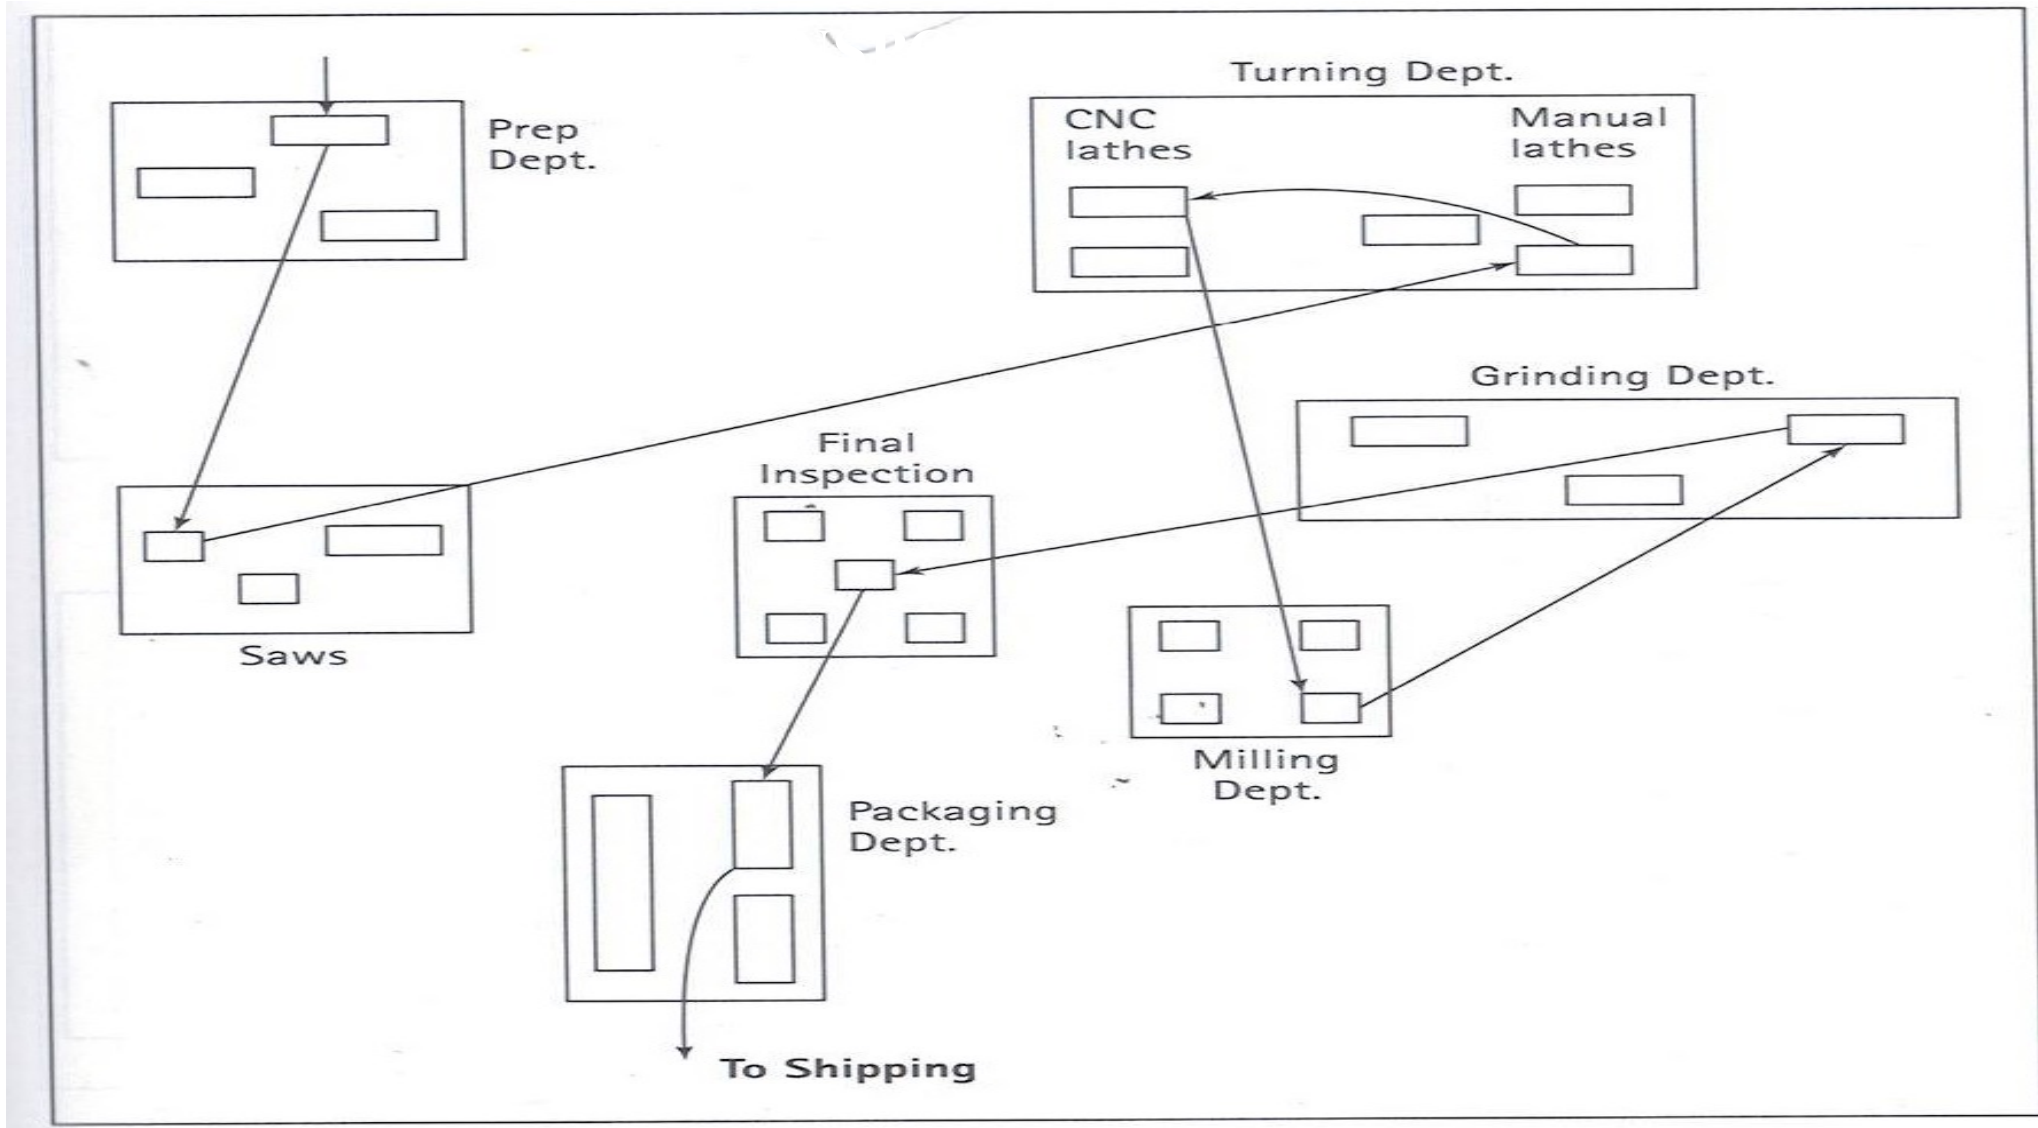 Turning Dept.
CNC
lathes
Manual
lathes
Prep
Dept.
Grinding Dept.
Final
Inspection
Saws
Milling
Dept.
Packaging
Dept.
To Shipping